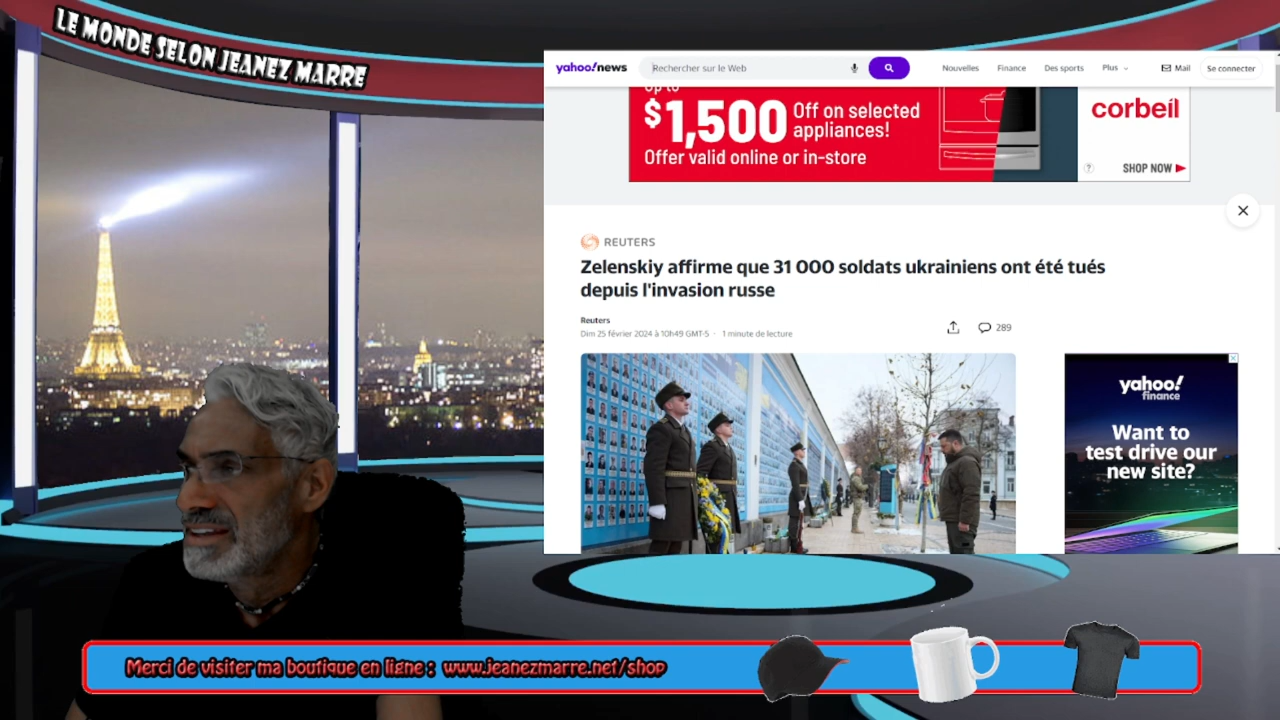 LE MONDE SELON JEANEZ MARRE
yahoo!news
Rechercher sur le Web
Nouvelles
Finance
Des sports
Plus
Mail
Se connecter
Up to
$1,500 Off on selected
appliances!
Offer valid online or in-store
corbeil
SHOP NOW
REUTERS
Zelenskiy affirme que 31 000 soldats ukrainiens ont été tués
depuis l'invasion russe
Reuters
Dim 25 février 2024 à 10h49 GMT-5 · 1 minute de lecture
289
yahoo!
finance
Want to
test drive our
new site?
Merci de visiter ma boutique en ligne : www.jeanezmarre.net/shop